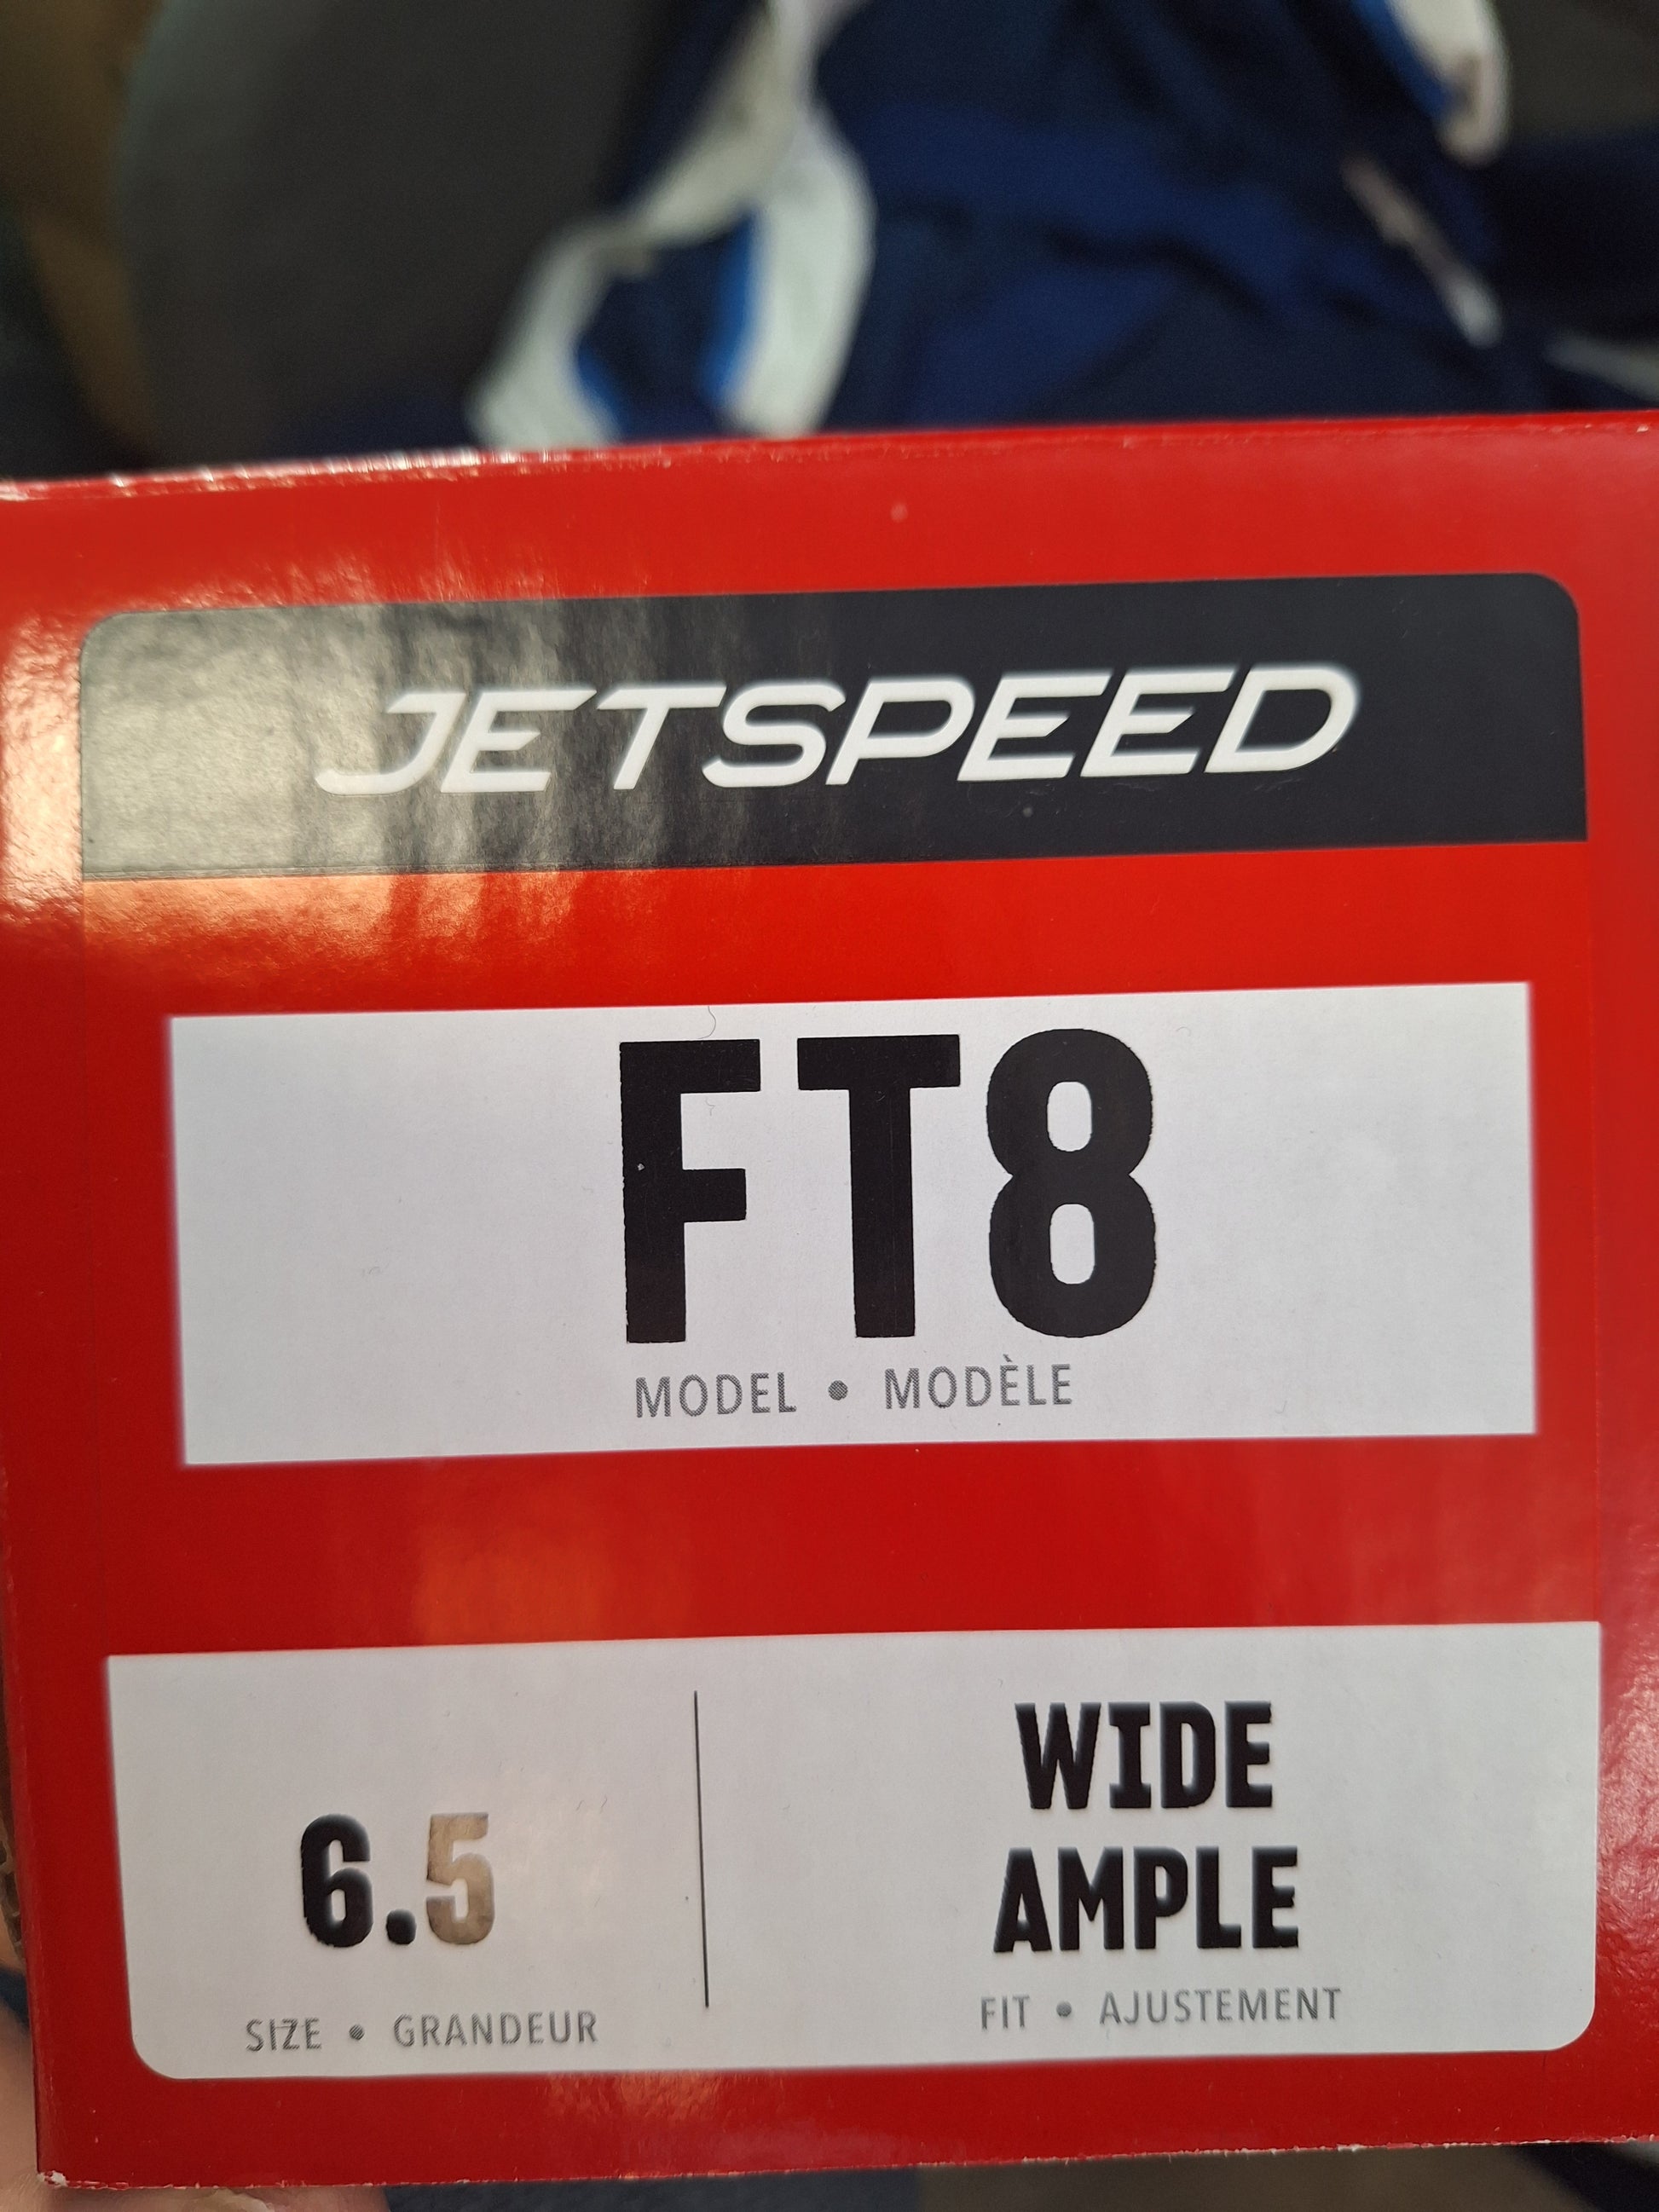 JETSPEED
FT8
MODEL • MODÈLE
6.5
SIZE • GRANDEUR
WIDE
AMPLE
FIT • AJUSTEMENT